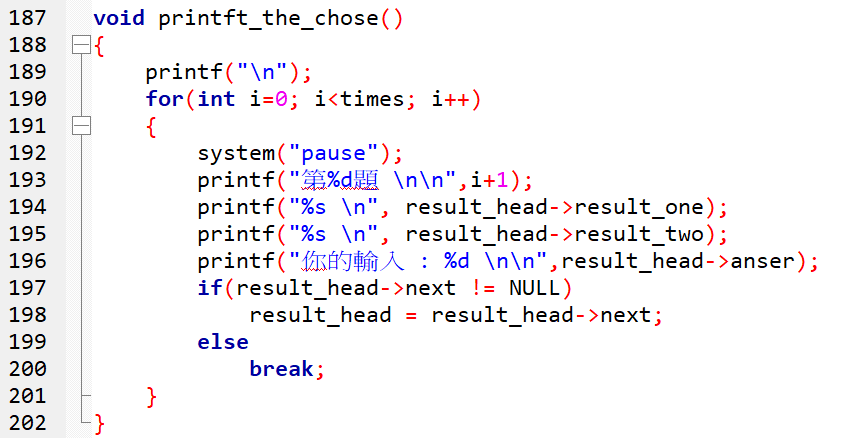 187 void printft_the_chose()
188 {
189     printf("\n");
190     for(int i=0; i<times; i++)
191     {
192         system("pause");
193         printf("第%d題 \n\n",i+1);
194         printf("%s \n", result_head->result_one);
195         printf("%s \n", result_head->result_two);
196         printf("你的輸入 : %d \n\n",result_head->anser);
197         if(result_head->next != NULL)
198             result_head = result_head->next;
199         else
200             break;
201     }
202 }